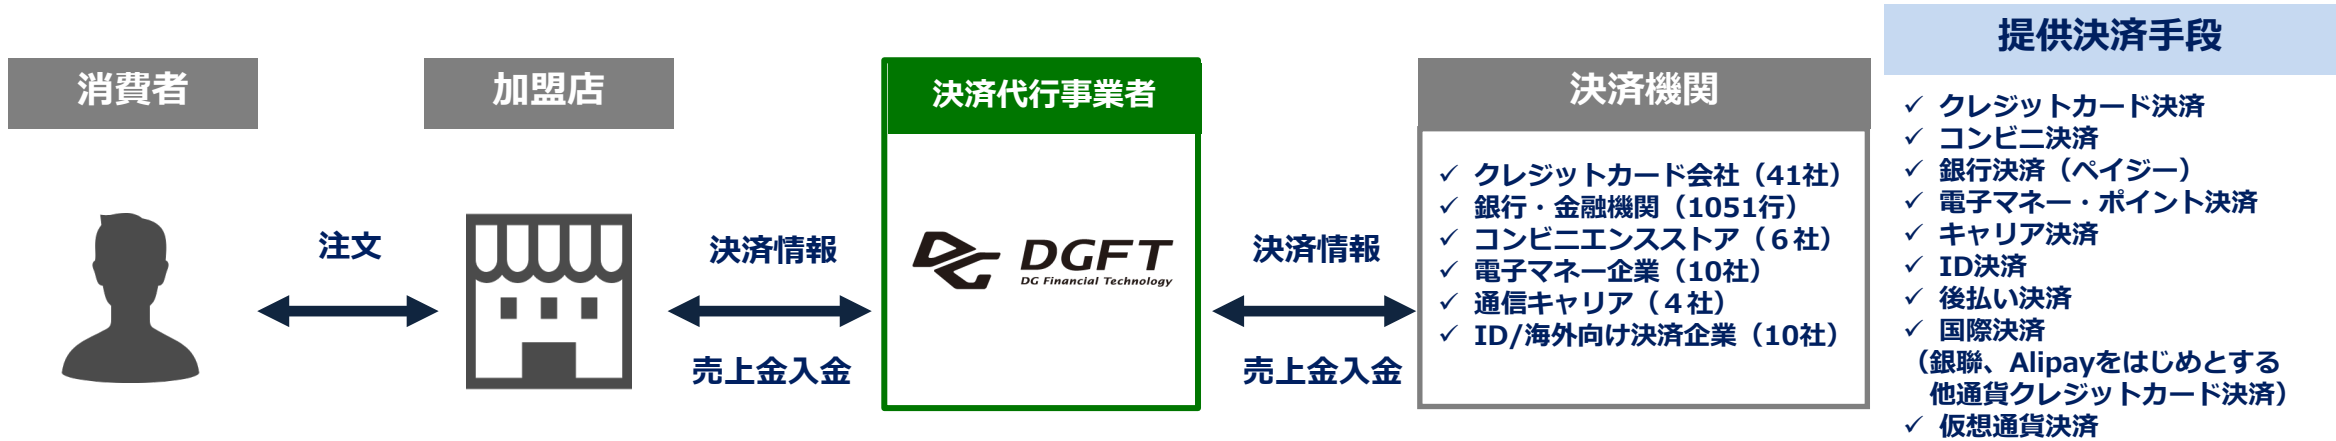 消費者
注文
加盟店
決済情報
売上金入金
決済代行事業者
DGFT
DG Financial Technology
決済情報
売上金入金
決済機関
✓ クレジットカード会社（41社）
✓ 銀行・金融機関（1051行）
✓ コンビニエンスストア（６社）
✓ 電子マネー企業（10社）
✓ 通信キャリア（４社）
✓ ID/海外向け決済企業（10社）
提供決済手段
✓ クレジットカード決済
✓ コンビニ決済
✓ 銀行決済（ペイジー）
✓ 電子マネー・ポイント決済
✓ キャリア決済
✓ ID決済
✓ 後払い決済
✓ 国際決済
（銀聯、Alipayをはじめとする
他通貨クレジットカード決済）
✓ 仮想通貨決済